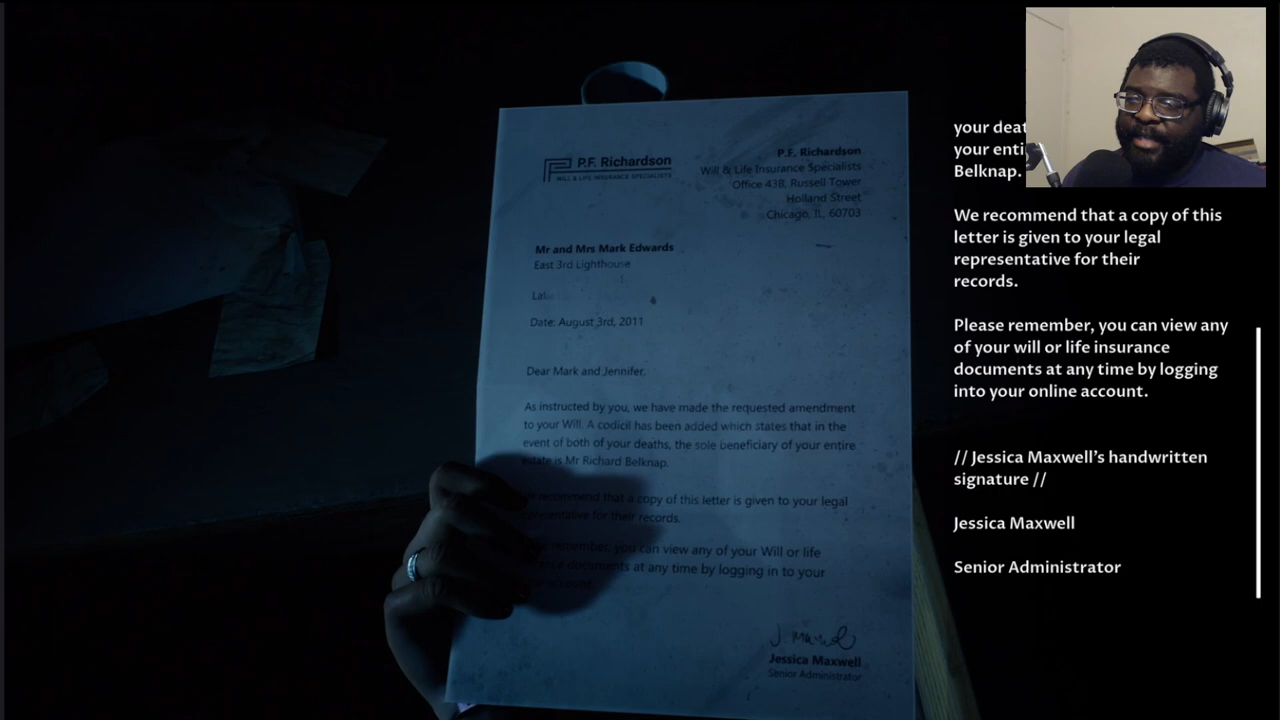 P.F. Richardson
WILL & LIFE INSURANCE SPECIALISTS
P.F. Richardson
Will & Life Insurance Specialists
Office 438, Russell Tower
Holland Street
Chicago, IL, 60703
Mr and Mrs Mark Edwards
East 3rd Lighthouse
Date: August 3rd, 2011
Dear Mark and Jennifer,
As instructed by you, we have made the requested amendment
to your Will. A codicil has been added which states that in the
event of both of your deaths, the sole beneficiary of your entire
estate is Mr Richard Belknap.
recommend that a copy of this letter is given to your legal
representative for their records.
remember, you can view any of your Will or life
documents at any time by logging in to your
account.
J. Maxwell
Jessica Maxwell
Senior Administrator
your
your
Belknap.
We recommend that a copy of this
letter is given to your legal
representative for their
records.
Please remember, you can view any
of your will or life insurance
documents at any time by logging
into your online account.
// Jessica Maxwell's handwritten
signature //
Jessica Maxwell
Senior Administrator